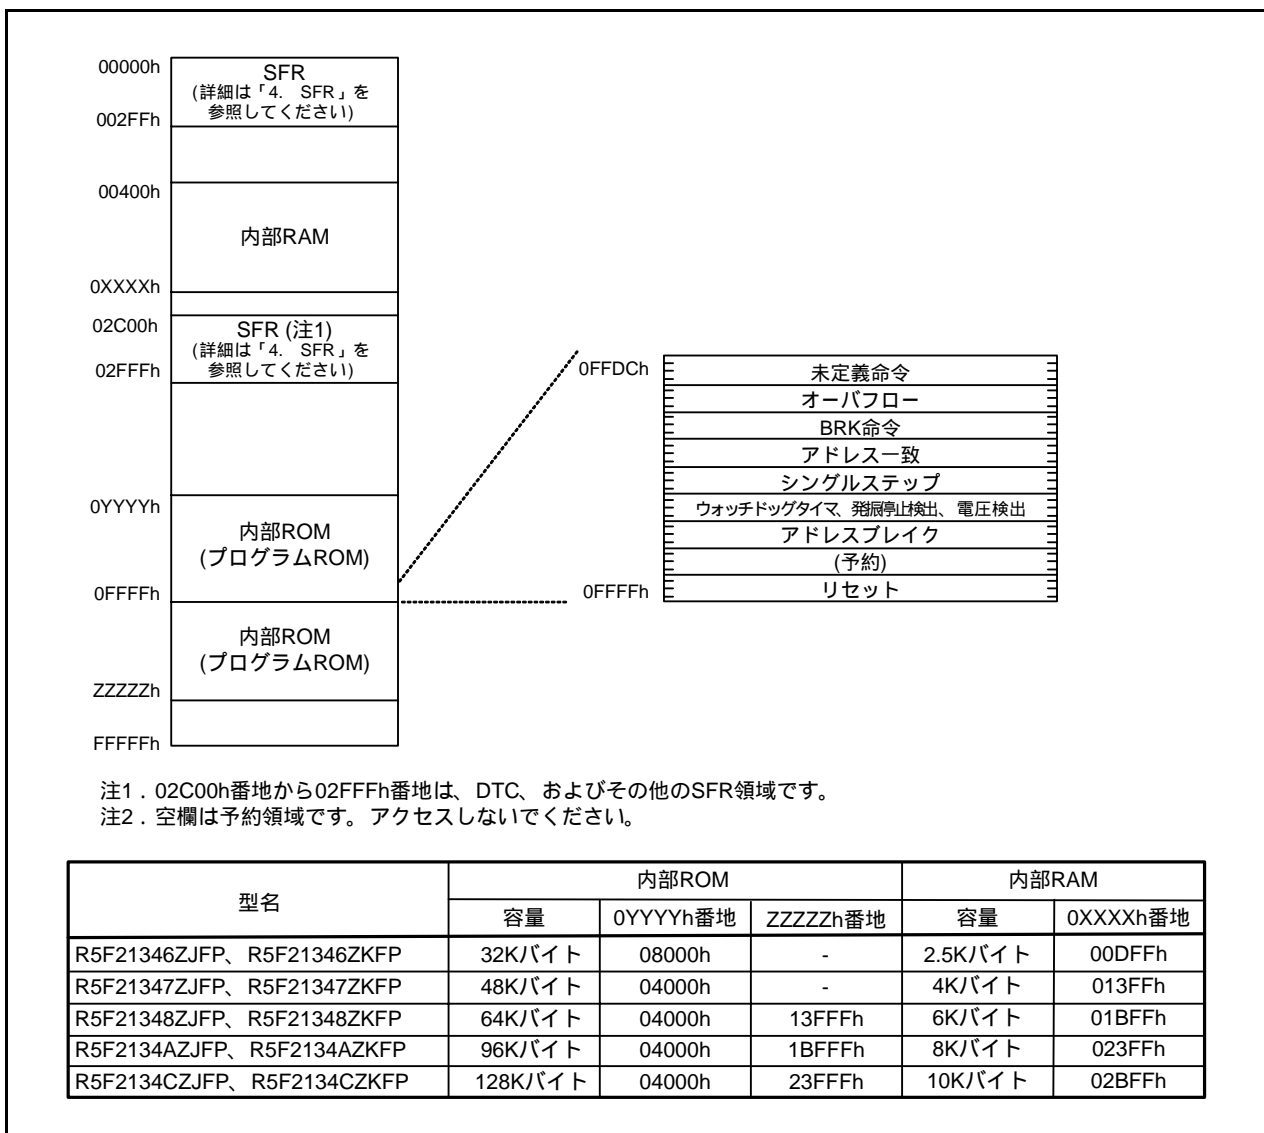 00000h
SFR
(詳細は「4. SFR」を
参照してください)
002FFh
00400h
内部RAM
0XXXXh
02C00h
SFR (注1)
(詳細は「4. SFR」を
参照してください)
02FFFh
0YYYYh
内部ROM
(プログラムROM)
0FFFFh
内部ROM
(プログラムROM)
ZZZZZh
FFFFFh
0FFDCh
未定義命令
オーバフロー
BRK命令
アドレス一致
シングルステップ
ウォッチドッグタイマ、発振停止検出、電圧検出
アドレスブレイク
(予約)
0FFFFh
リセット
注1．02C00h番地から02FFFh番地は、DTC、およびその他のSFR領域です。
注2．空欄は予約領域です。アクセスしないでください。
型名 内部ROM 内部RAM
容量 0YYYYh番地 ZZZZZh番地 容量 0XXXXh番地
R5F21346ZJFP、R5F21346ZKFP 32Kバイト 08000h - 2.5Kバイト 00DFFh
R5F21347ZJFP、R5F21347ZKFP 48Kバイト 04000h - 4Kバイト 013FFh
R5F21348ZJFP、R5F21348ZKFP 64Kバイト 04000h 13FFFh 6Kバイト 01BFFh
R5F2134AZJFP、R5F2134AZKFP 96Kバイト 04000h 1BFFFh 8Kバイト 023FFh
R5F2134CZJFP、R5F2134CZKFP 128Kバイト 04000h 23FFFh 10Kバイト 02BFFh